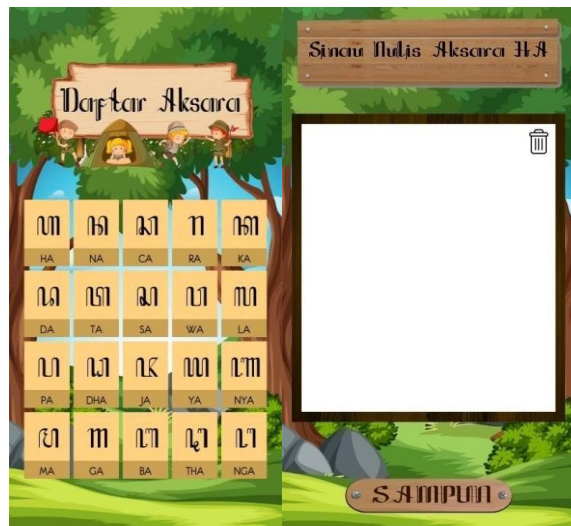 Daftar Aksara
ꦲ ꦤ ꦕ ꦫ ꦏ
HA NA CA RA KA
ꦢ ꦠ ꦱ ꦮ ꦭ
DA TA SA WA LA
ꦥ ꦝ ꦗ ꦪ ꦚ
PA DHA JA YA NYA
ꦩ ꦒ ꦧ ꦛ ꦔ
MA GA BA THA NGA
Sinau Nulis Aksara HA
SAMPUN